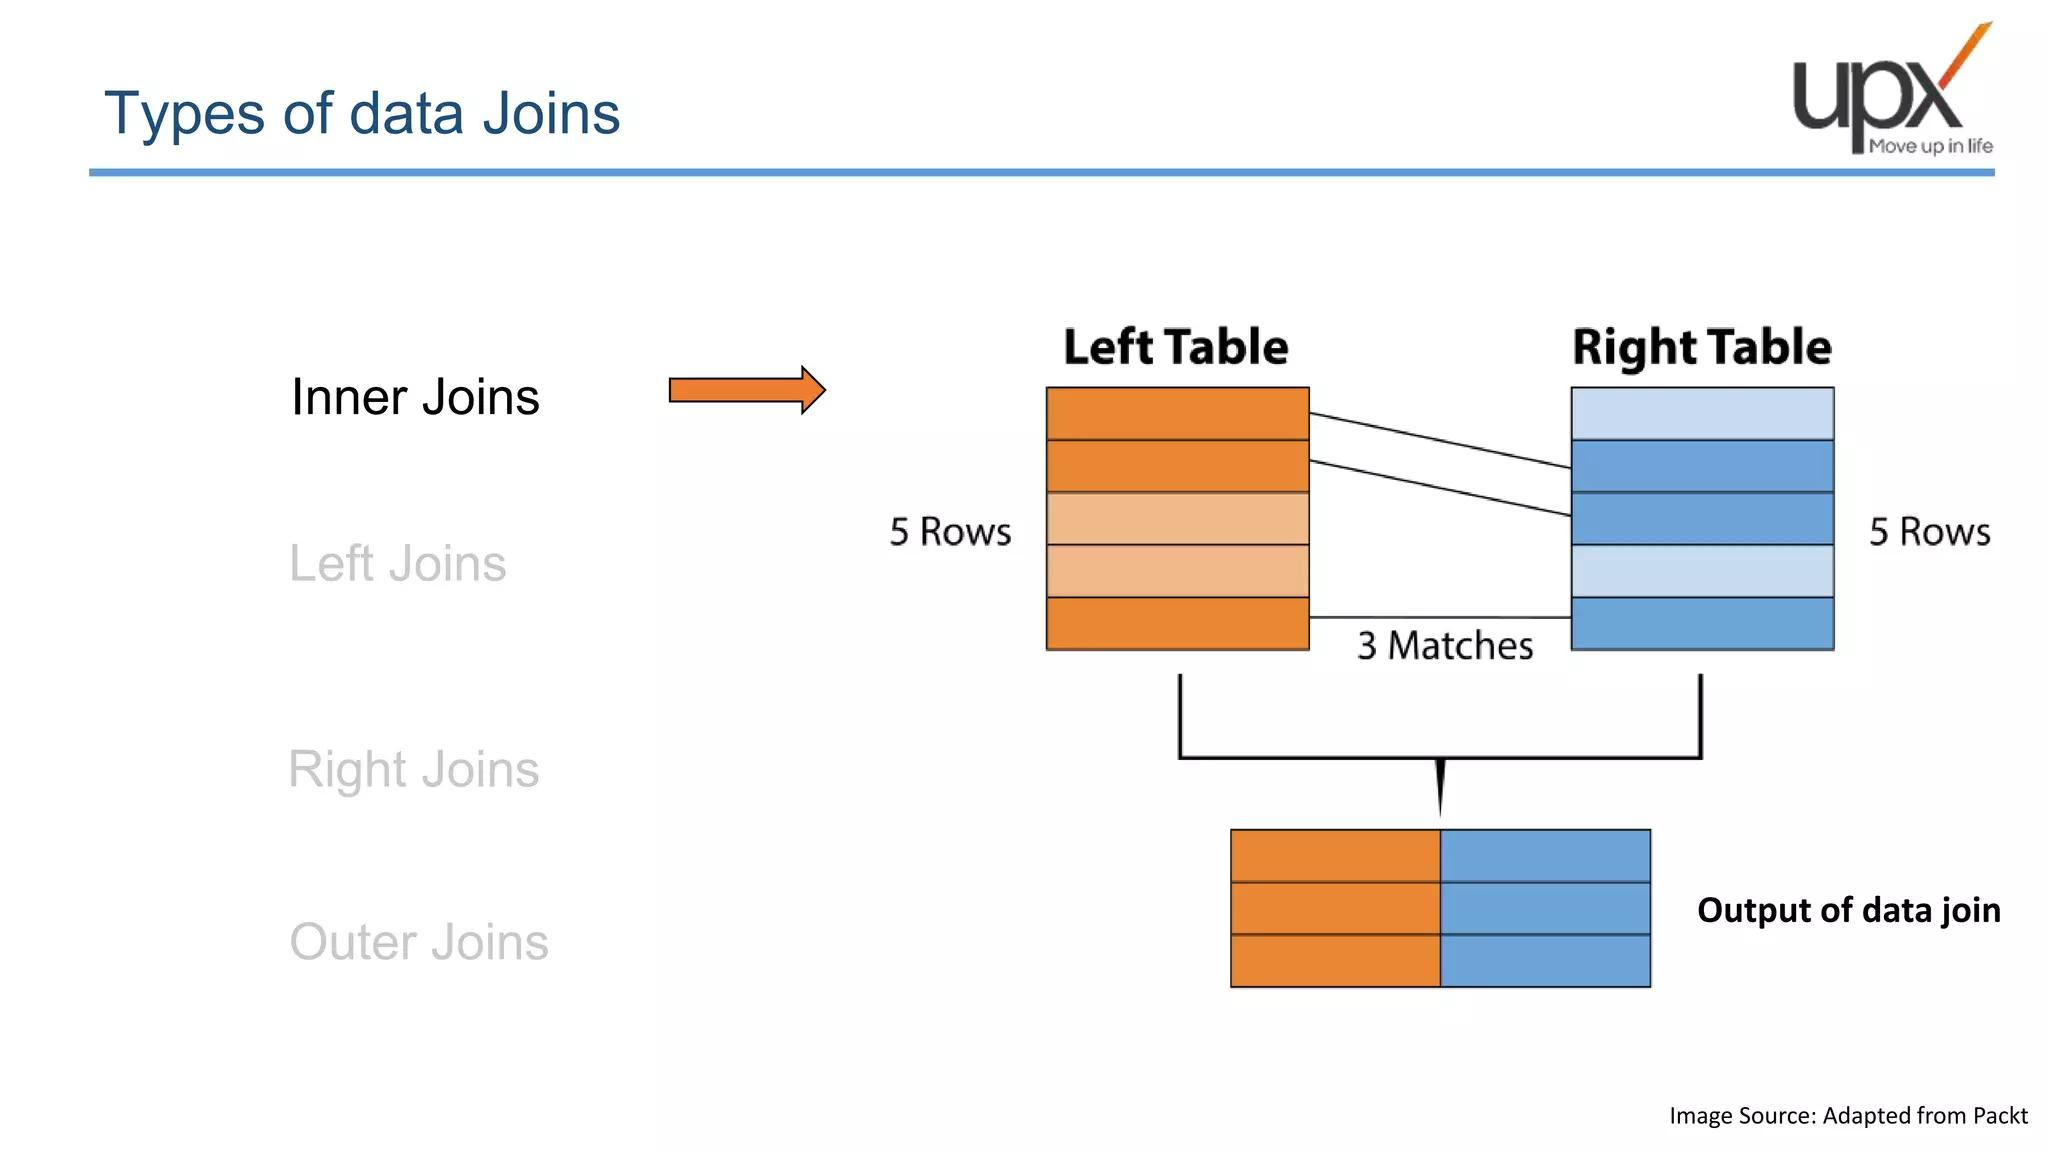 Types of data Joins
upx
Move up in life
Inner Joins
Left Joins
Right Joins
Outer Joins
Left Table
Right Table
5 Rows
5 Rows
3 Matches
Output of data join
Image Source: Adapted from Packt